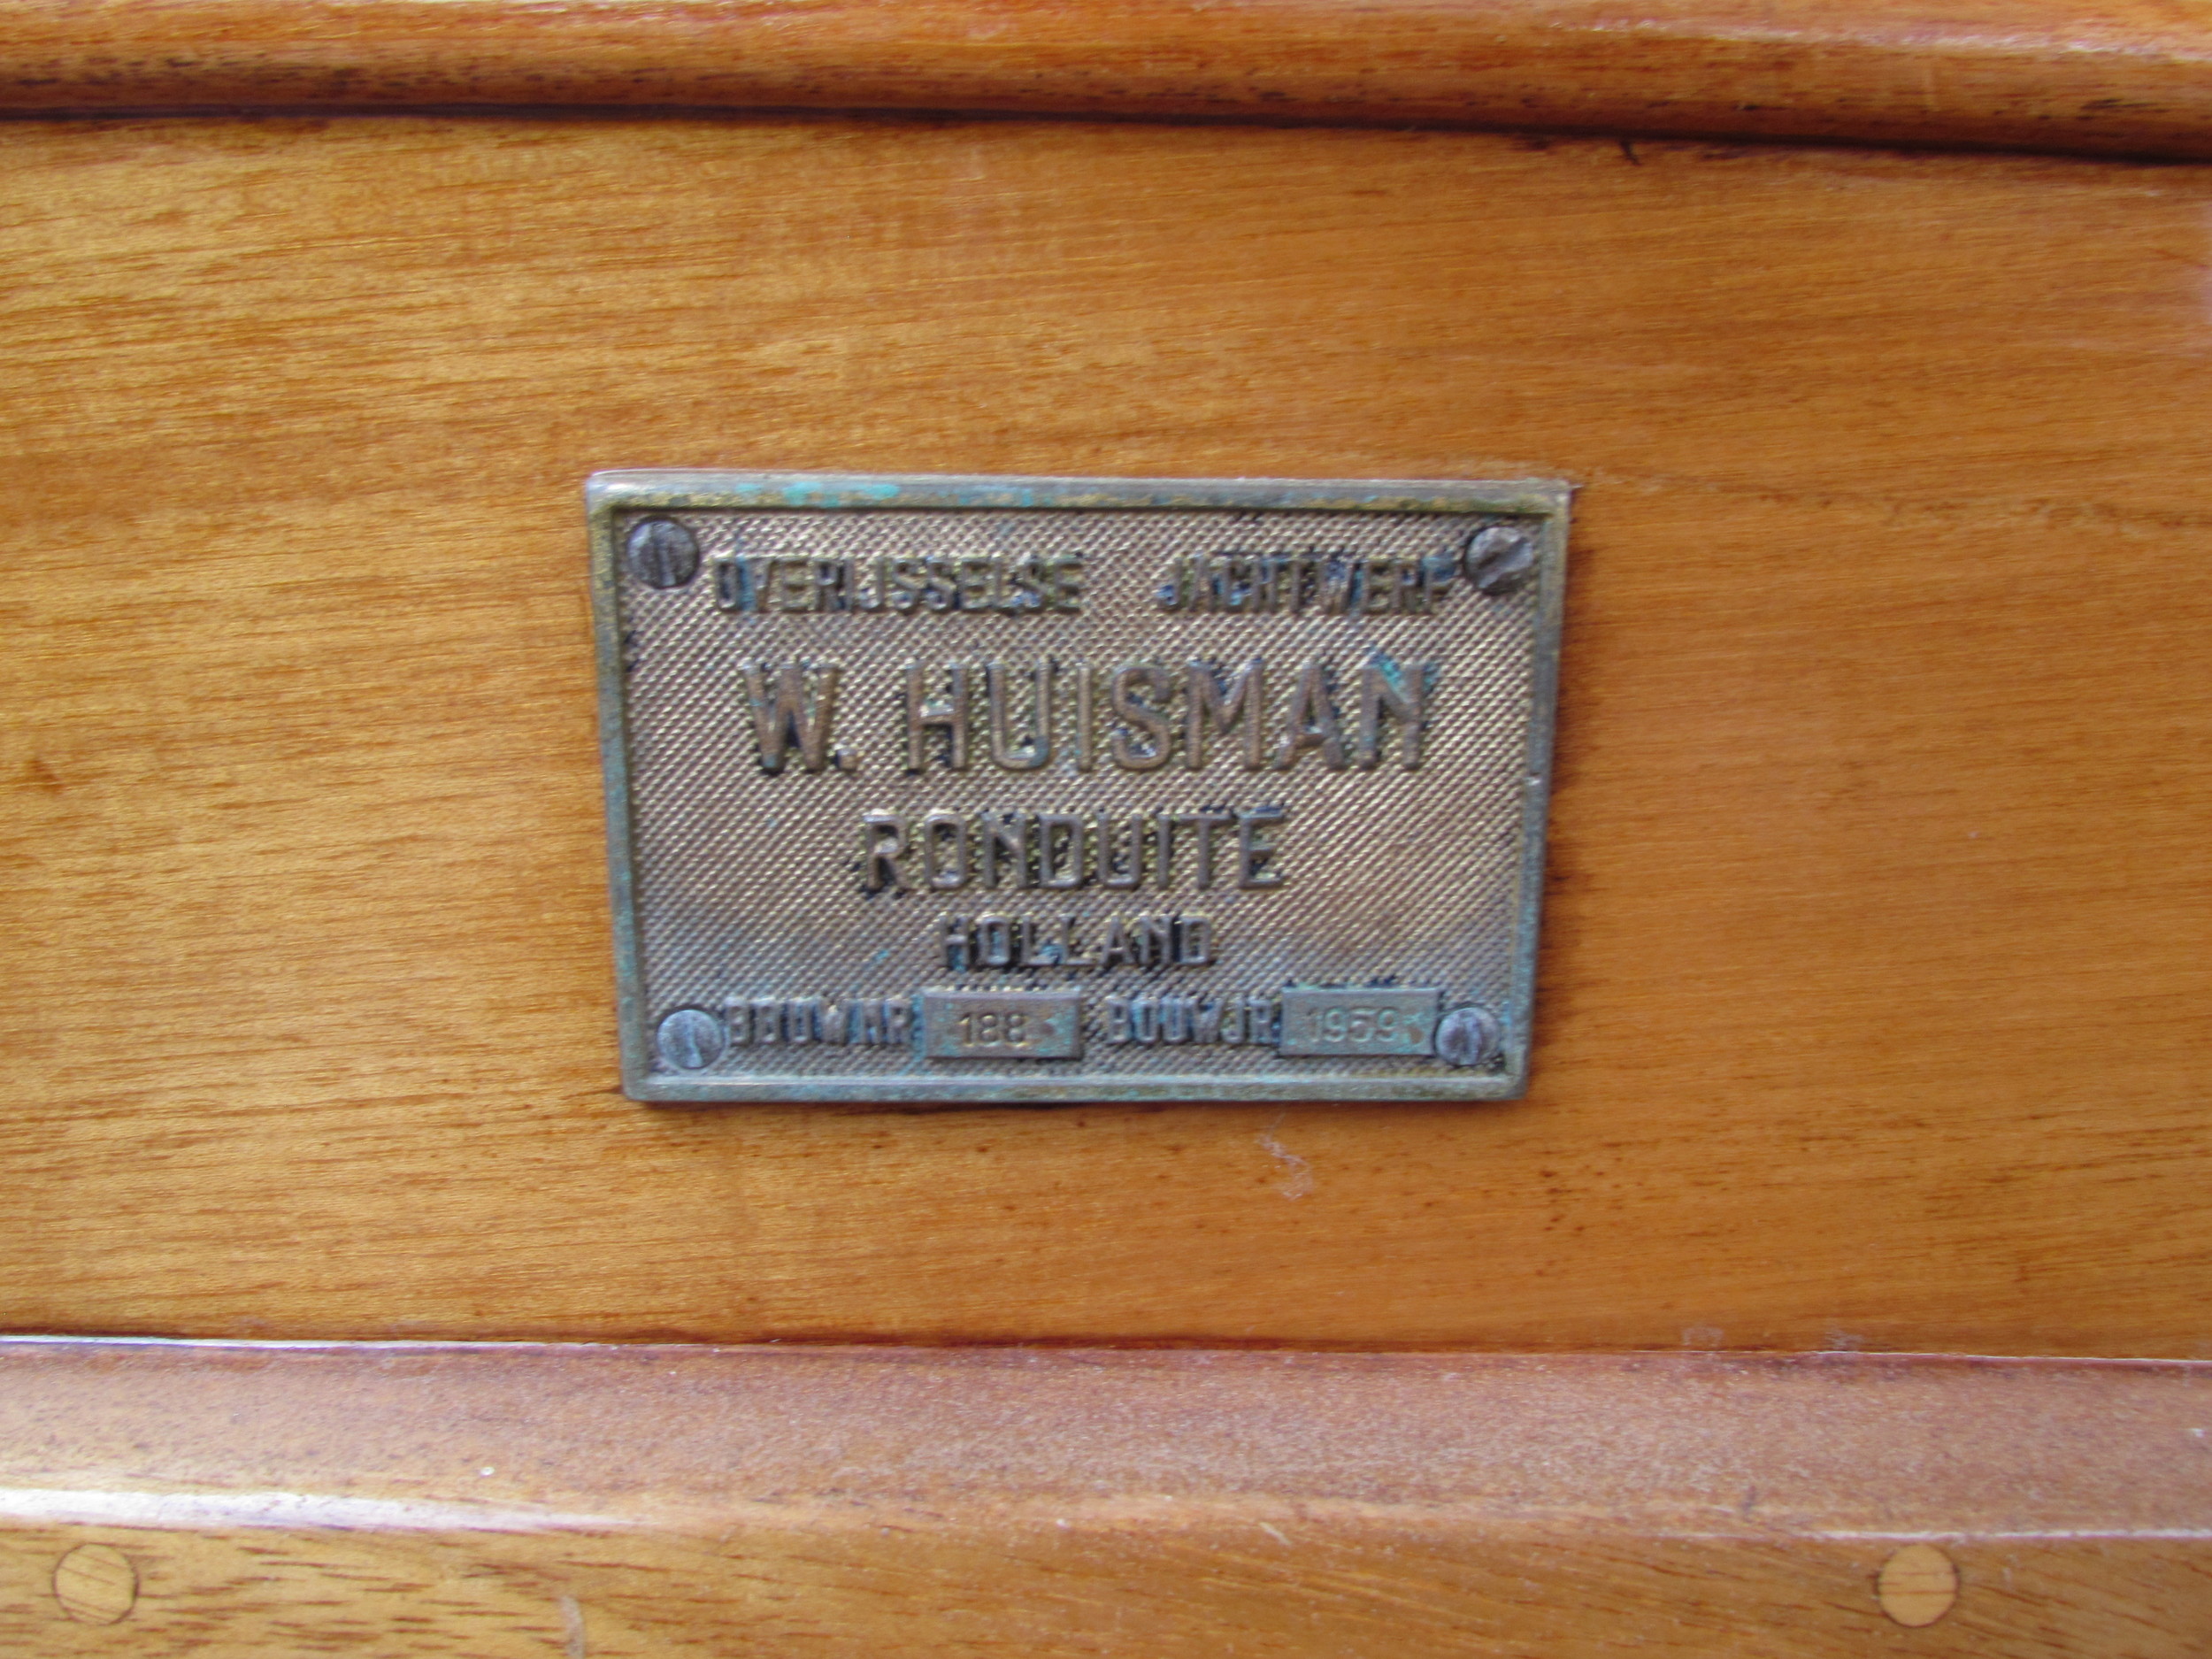 OVERIJSSELSE JACHTWERF
W. HUISMAN
RONDUITE
HOLLAND
BOUWNR 188 BOUWJR 1959